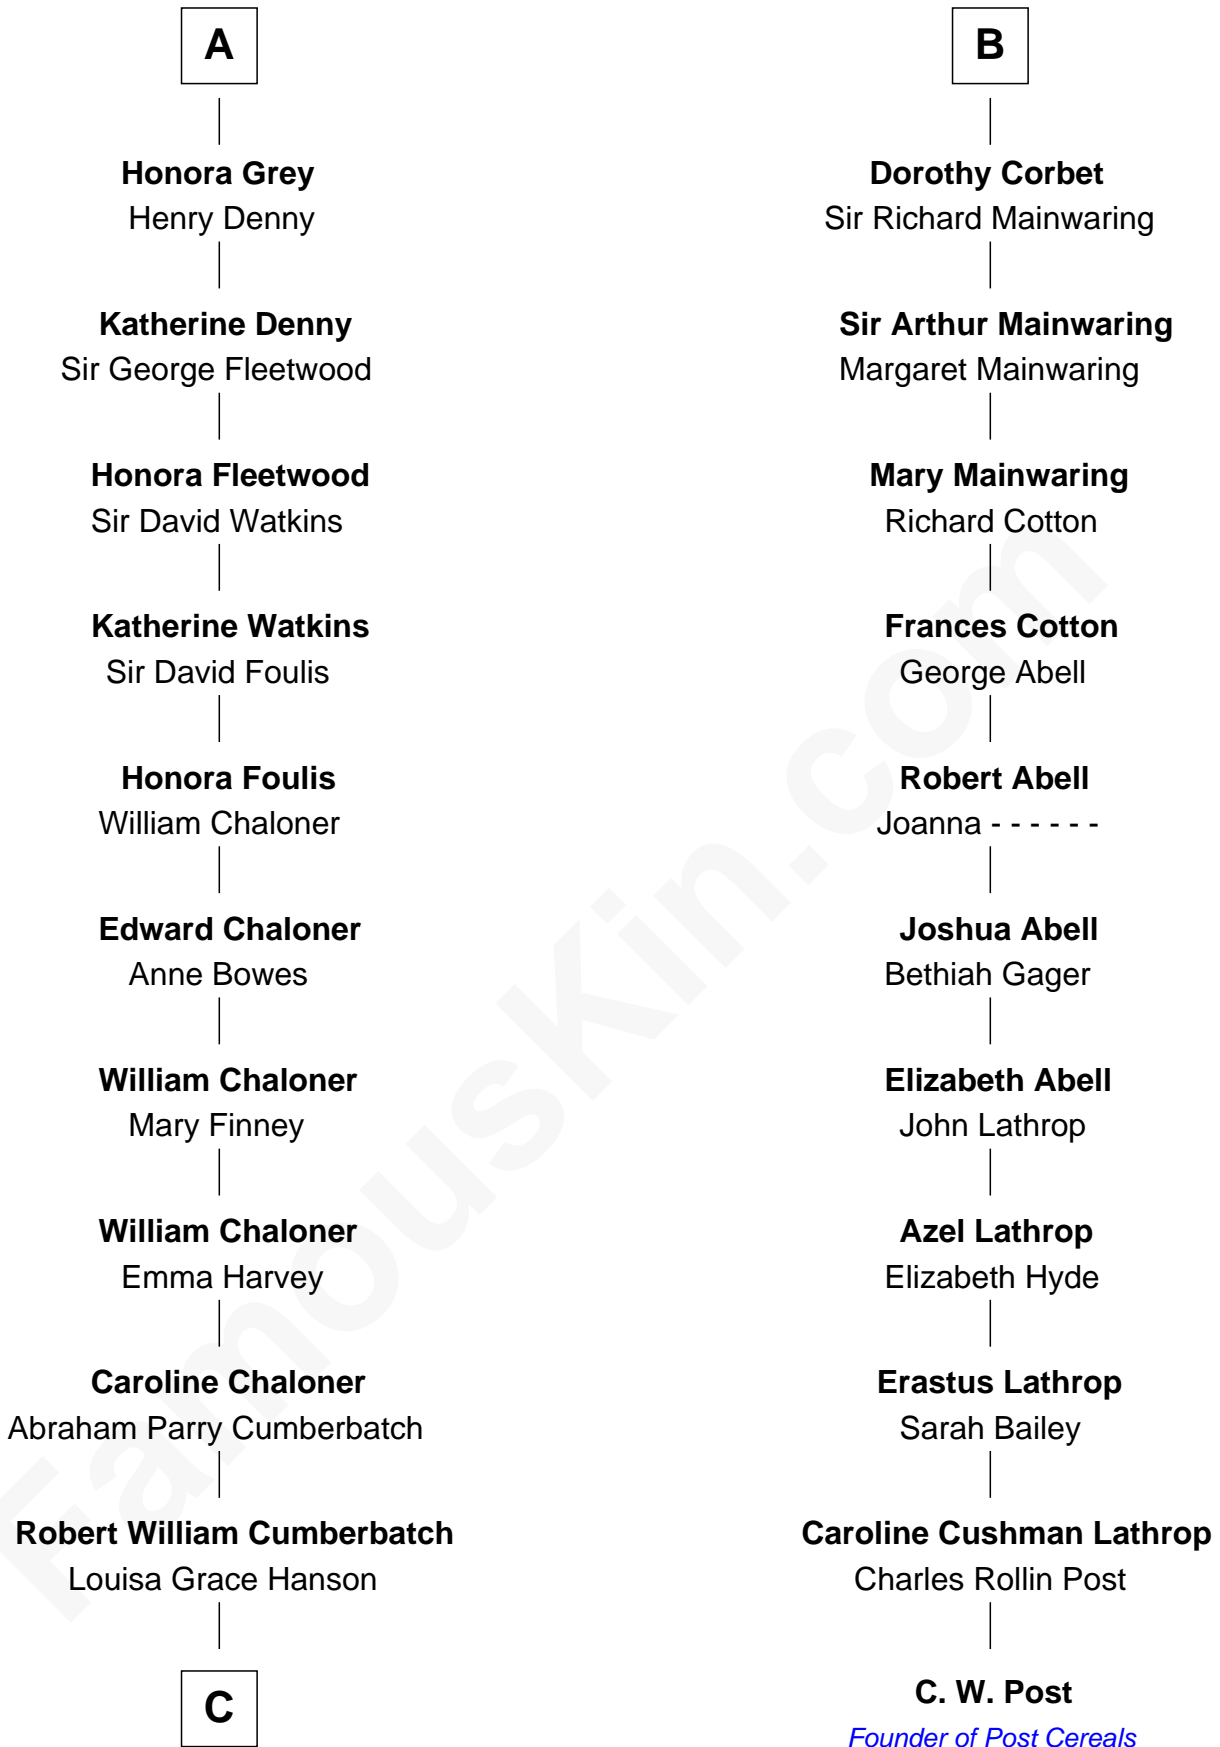 A
Honora Grey
Henry Denny
Katherine Denny
Sir George Fleetwood
Honora Fleetwood
Sir David Watkins
Katherine Watkins
Sir David Foulis
Honora Foulis
William Chaloner
Edward Chaloner
Anne Bowes
William Chaloner
Mary Finney
William Chaloner
Emma Harvey
Caroline Chaloner
Abraham Parry Cumberbatch
Robert William Cumberbatch
Louisa Grace Hanson
C
B
Dorothy Corbet
Sir Richard Mainwaring
Sir Arthur Mainwaring
Margaret Mainwaring
Mary Mainwaring
Richard Cotton
Frances Cotton
George Abell
Robert Abell
Joanna - - - - - -
Joshua Abell
Bethiah Gager
Elizabeth Abell
John Lathrop
Azel Lathrop
Elizabeth Hyde
Erastus Lathrop
Sarah Bailey
Caroline Cushman Lathrop
Charles Rollin Post
C. W. Post
Founder of Post Cereals
FamousKin.com